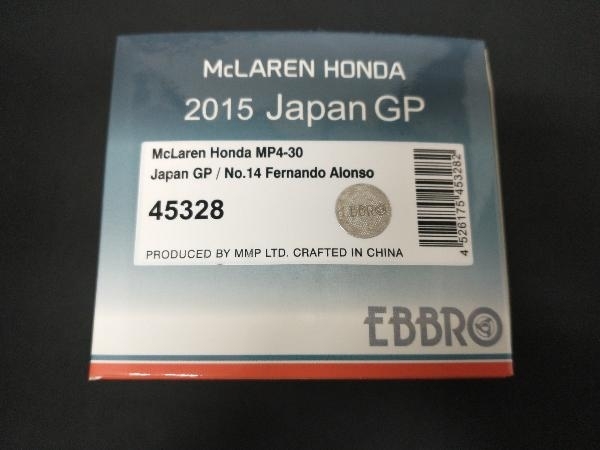 McLAREN HONDA
2015 Japan GP
McLaren Honda MP4-30
Japan GP / No.14 Fernando Alonso
45328
EBBRO
PRODUCED BY MMP LTD. CRAFTED IN CHINA
4 526175 453282
EBBRO